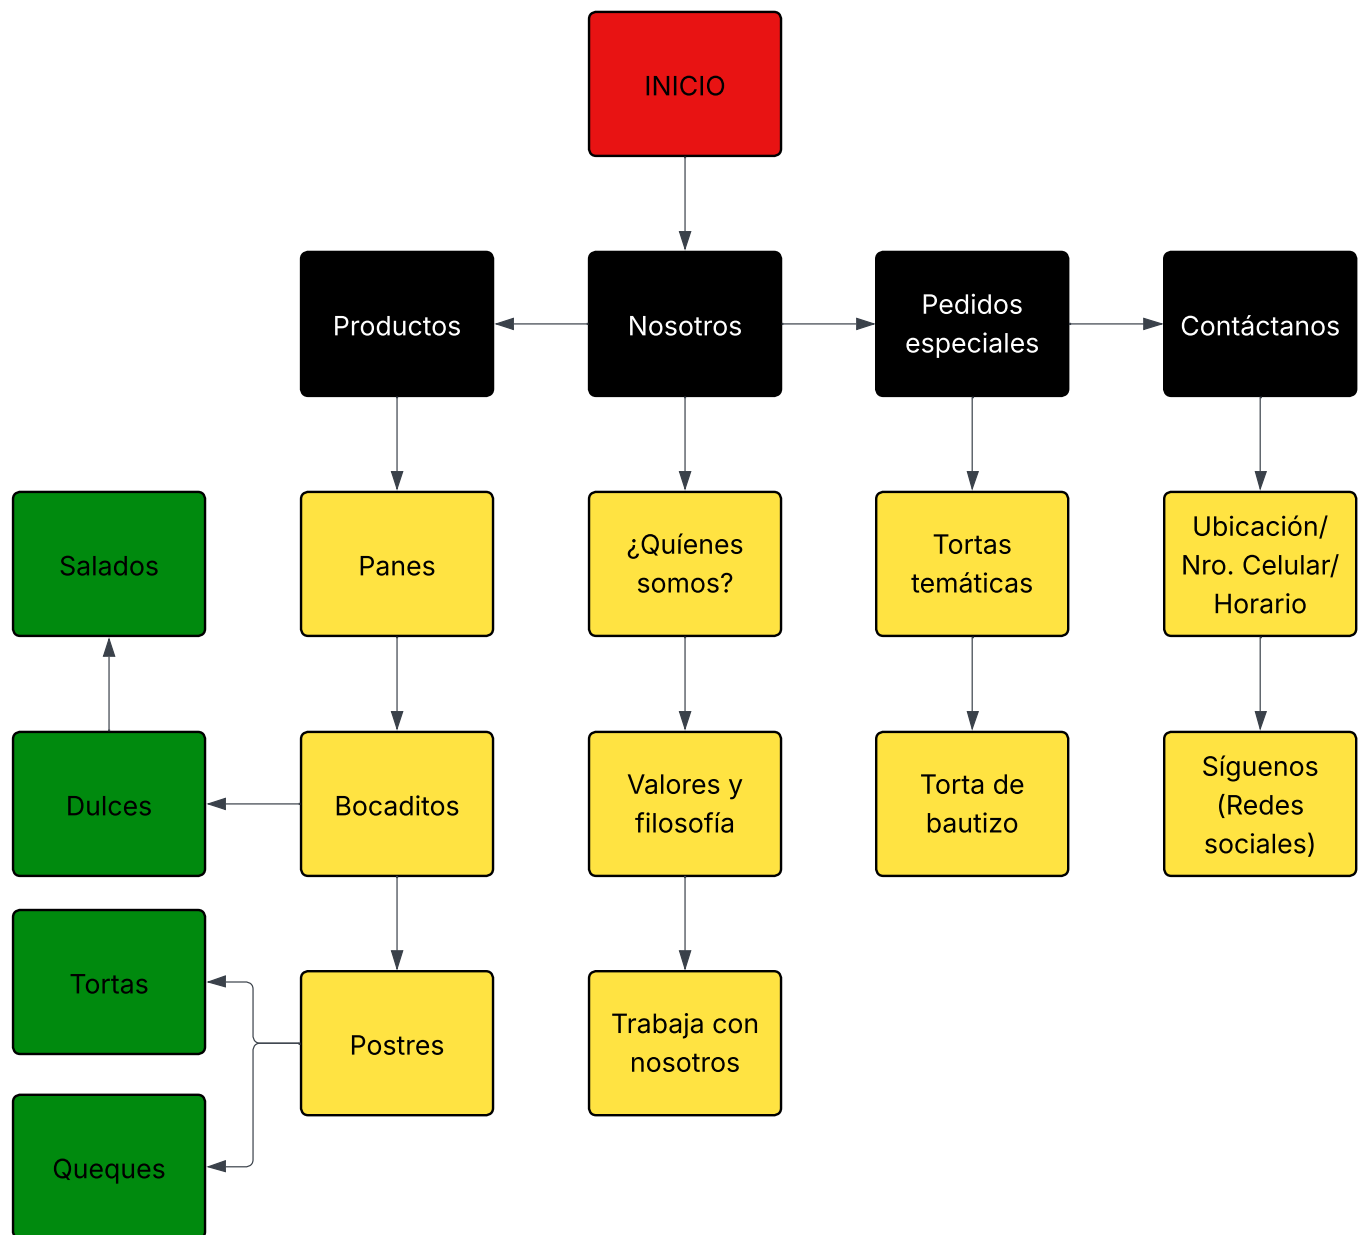 INICIO
Productos
Nosotros
Pedidos
especiales
Contáctanos
Salados
Panes
¿Quíenes
somos?
Tortas
temáticas
Ubicación/
Nro. Celular/
Horario
Dulces
Bocaditos
Valores y
filosofía
Torta de
bautizo
Síguenos
(Redes
sociales)
Tortas
Postres
Trabaja con
nosotros
Queques